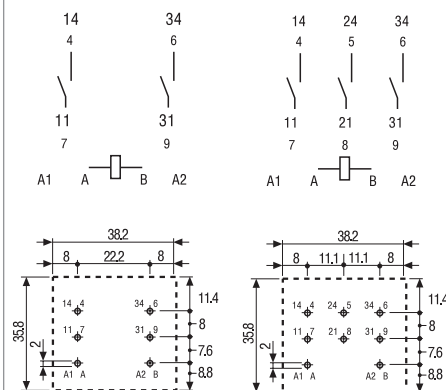 14 34 14 24 34
4 6 4 5 6
11 31 11 21 31
7 9 7 8 9
A1 A B A2 A1 A B A2
38.2 38.2
8 22.2 8 8 11.1 11.1 8
35.8 14 4 34 6 11.4 35.8 14 4 24 5 34 6 11.4
8 8
11 7 31 9 11 7 21 8 31 9
2 7.6 2 7.6
A1 A A2 B 8.8 A1 A A2 B 8.8